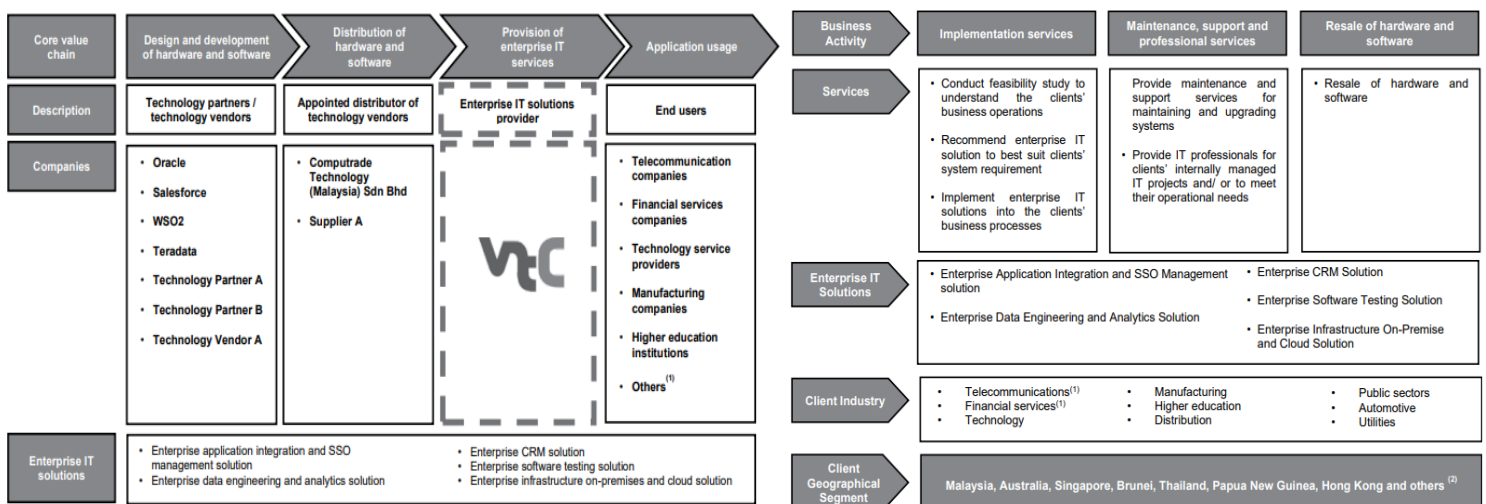 Core value
chain
Design and development
of hardware and software
Distribution of
hardware and
software
Provision of
enterprise IT
services
Application usage
Description
Technology partners /
technology vendors
Appointed distributor of
technology vendors
Enterprise IT solutions
provider
End users
Companies
• Oracle
• Salesforce
• WSO2
• Teradata
• Technology Partner A
• Technology Partner B
• Technology Vendor A
• Computrade
Technology
(Malaysia) Sdn Bhd
• Supplier A
vtc
• Telecommunication
companies
• Financial services
companies
• Technology service
providers
• Manufacturing
companies
• Higher education
institutions
• Others(1)
Enterprise IT
solutions
• Enterprise application integration and SSO
management solution
• Enterprise data engineering and analytics solution
• Enterprise CRM solution
• Enterprise software testing solution
• Enterprise infrastructure on-premises and cloud solution
Business
Activity
Implementation services
Maintenance, support and
professional services
Resale of hardware and
software
Services
• Conduct feasibility study to
understand the clients'
business operations
• Recommend enterprise IT
solution to best suit clients'
system requirement
• Implement enterprise IT
solutions into the clients'
business processes
Provide maintenance and
support services for
maintaining and upgrading
systems
• Provide IT professionals for
clients' internally managed
IT projects and/ or to meet
their operational needs
• Resale of hardware and
software
Enterprise IT
Solutions
• Enterprise Application Integration and SSO Management
solution
• Enterprise Data Engineering and Analytics Solution
• Enterprise CRM Solution
• Enterprise Software Testing Solution
• Enterprise Infrastructure On-Premise
and Cloud Solution
Client Industry
• Telecommunications(1)
• Financial services(1)
• Technology
• Manufacturing
• Higher education
• Distribution
• Public sectors
• Automotive
• Utilities
Client
Geographical
Segment
Malaysia, Australia, Singapore, Brunei, Thailand, Papua New Guinea, Hong Kong and others (2)